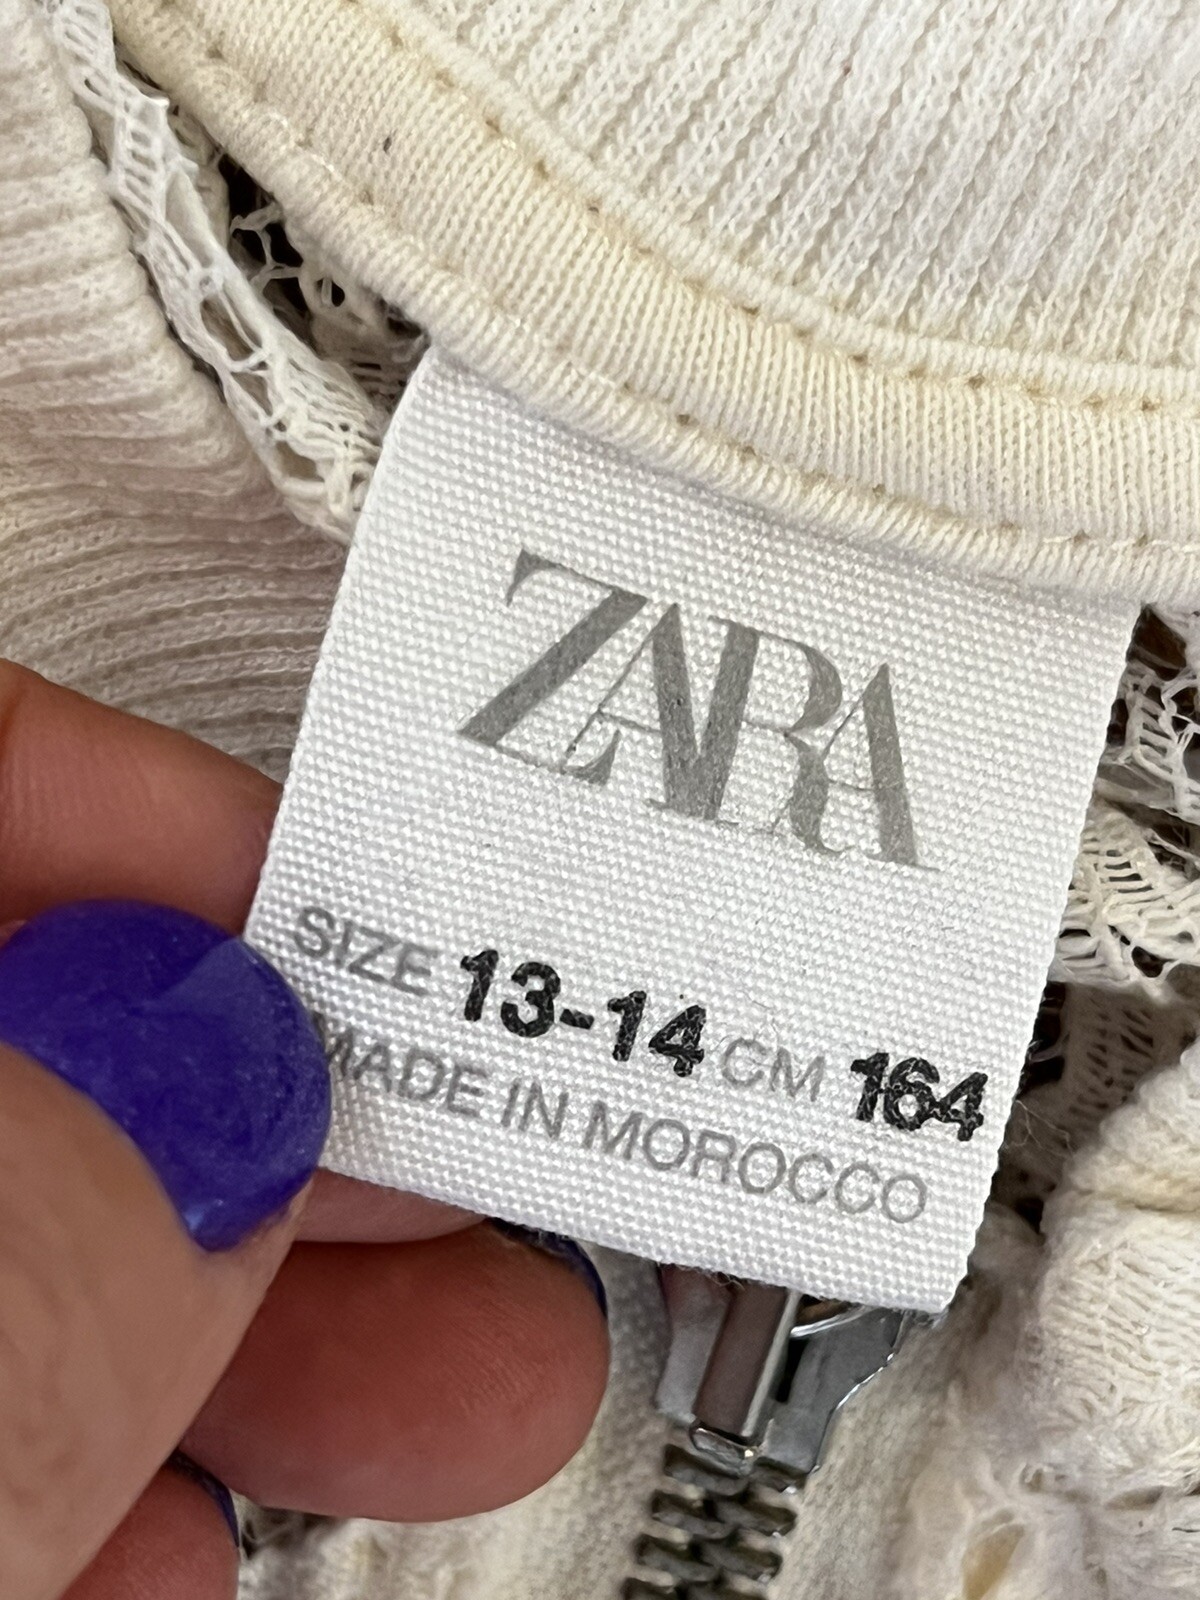 ZARA
SIZE 13-14 CM 164
MADE IN MOROCCO